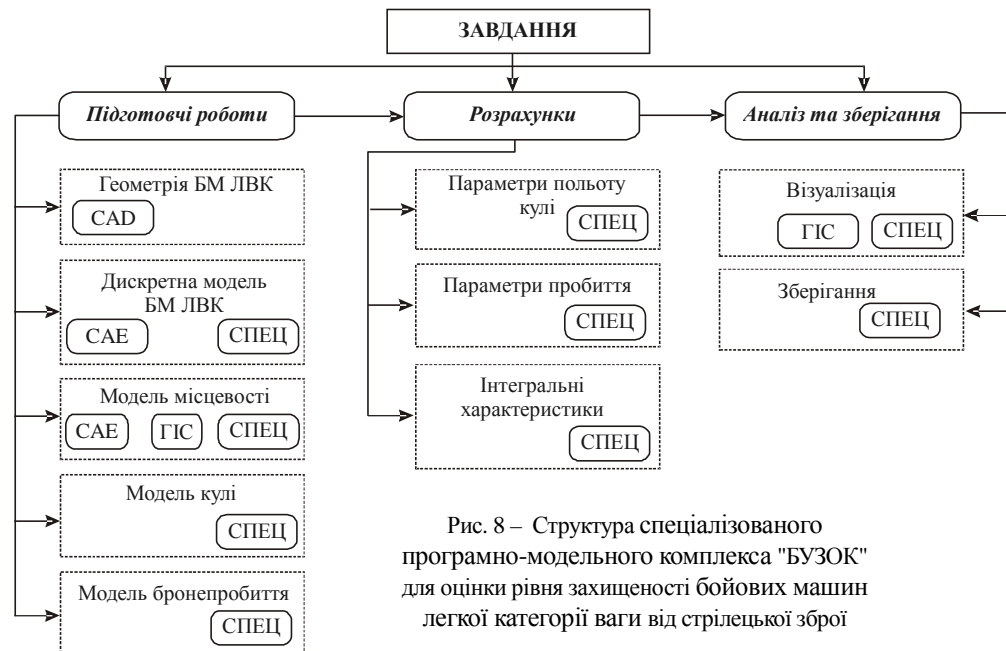 ЗАВДАННЯ
Підготовчі роботи
Розрахунки
Аналіз та зберігання
Геометрія БМ ЛВК
CAD
Дискретна модель
БМ ЛВК
CAE
СПЕЦ
Модель місцевості
CAE
ГІС
СПЕЦ
Модель кулі
СПЕЦ
Модель бронепробиття
СПЕЦ
Параметри польоту
кулі
СПЕЦ
Параметри пробиття
СПЕЦ
Інтегральні
характеристики
СПЕЦ
Візуалізація
ГІС
СПЕЦ
Зберігання
СПЕЦ
Рис. 8 – Структура спеціалізованого
програмно-модельного комплекса "БУЗОК"
для оцінки рівня захищеності бойових машин
легкої категорії ваги від стрілецької зброї